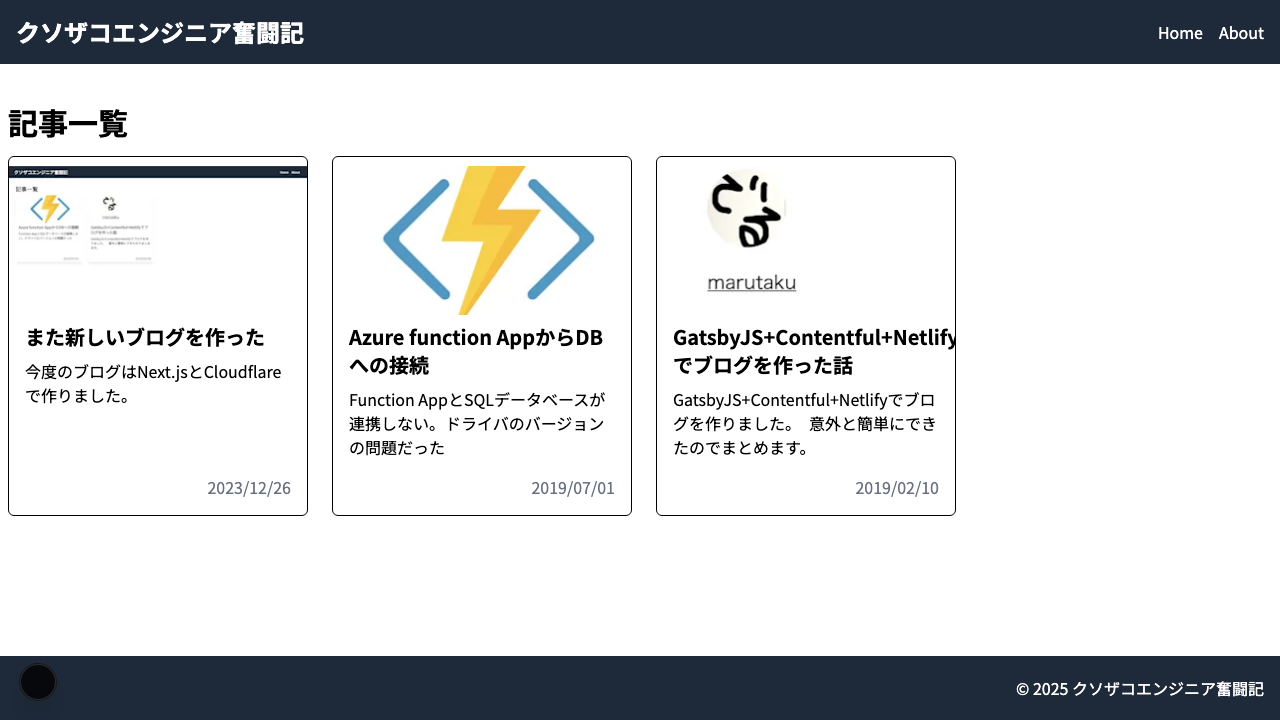 クソザコエンジニア奮闘記
Home About
記事一覧
クソザコエンジニア奮闘記
記事一覧
また新しいブログを作った
今度のブログはNext.jsとCloudflare
で作りました。
2023/12/26
Azure function AppからDB
への接続
Function AppとSQLデータベースが
連携しない。ドライバのバージョン
の問題だった
2019/07/01
marutaku
GatsbyJS+Contentful+Netlify
でブログを作った話
GatsbyJS+Contentful+Netlifyでブロ
グを作りました。 意外と簡単にでき
たのでまとめます。
2019/02/10
© 2025 クソザコエンジニア奮闘記